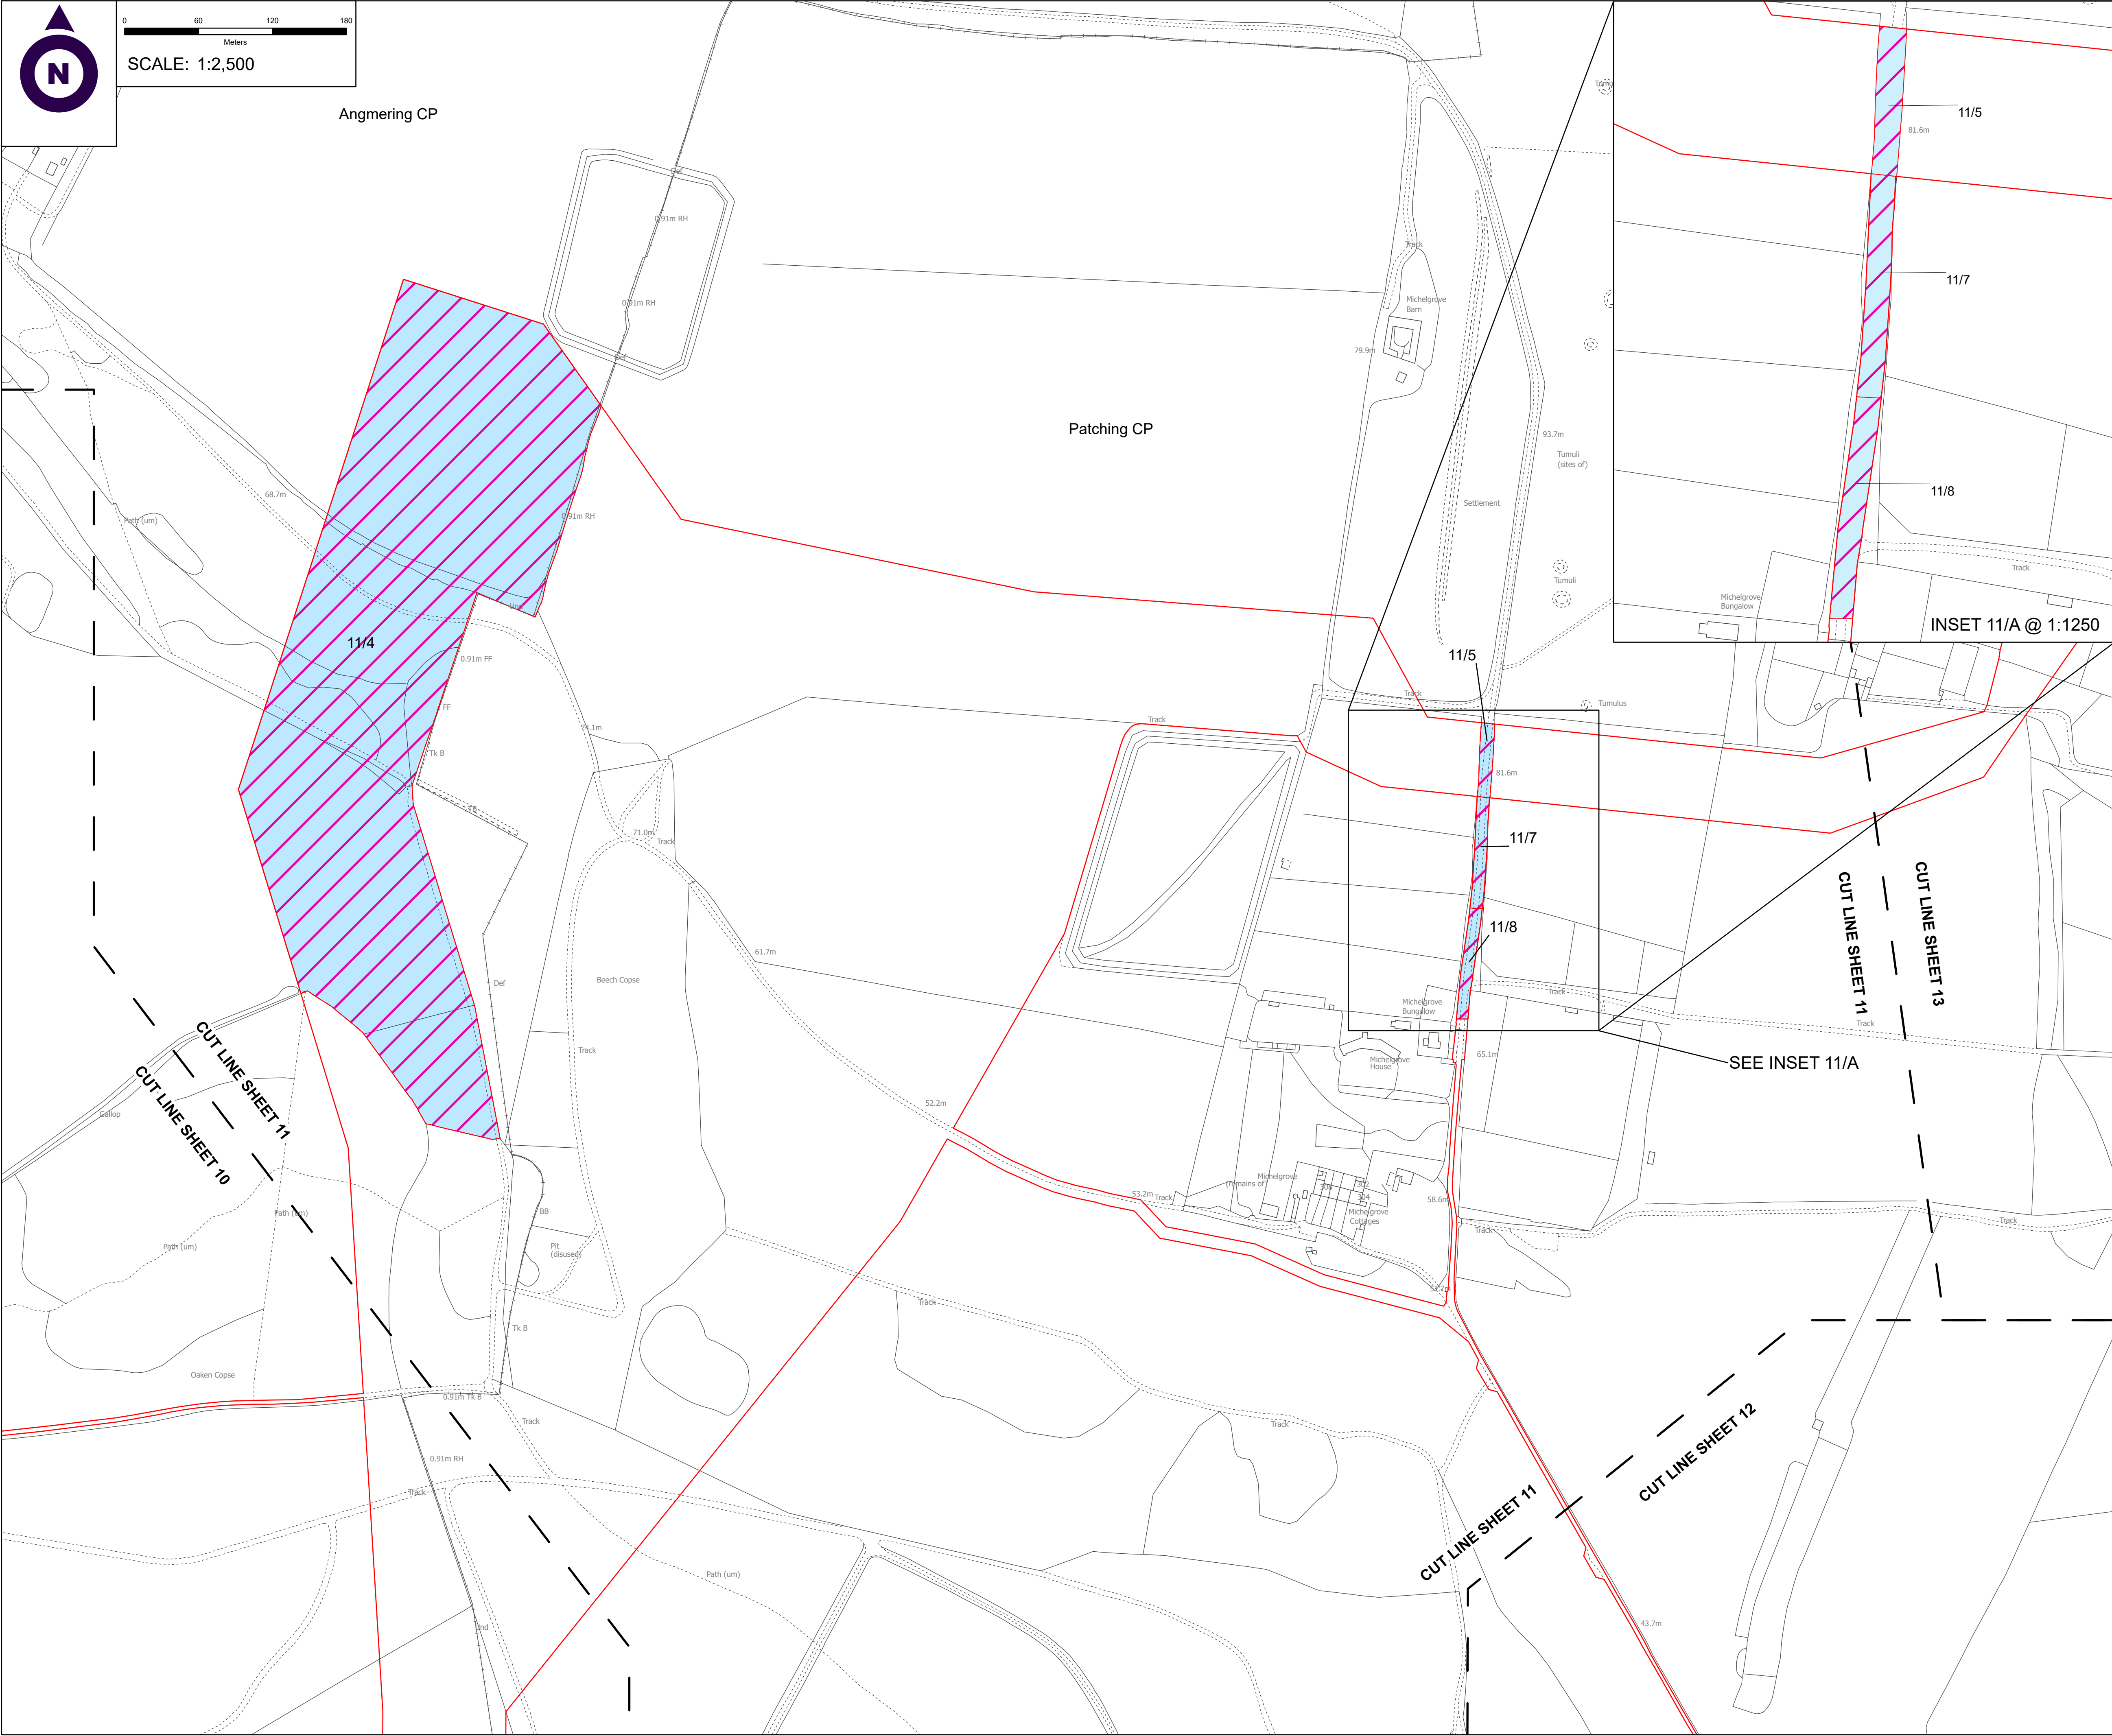 N
0 60 120 180
Meters
SCALE: 1:2,500
Angmering CP
Def
0.91m RH
0.91m RH
Def
Track
Michelgrove
Barn
79.9m
Patching CP
93.7m
Tumuli
(sites of)
68.7m
Path (um)
0.91m RH
Settlement
Tumuli
Und
11/4
0.91m FF
FF
Tk B
74.1m
11/5
Track
Tumulus
Track
81.6m
11/5
81.6m
11/7
11/8
Track
Michelgrove
Bungalow
INSET 11/A @ 1:1250
71.0m
Track
11/7
11/8
61.7m
Def
Beech Copse
Track
Michelgrove
Bungalow
Track
Track
Michelgrove
House
65.1m
SEE INSET 11/A
CUT LINE SHEET 11
CUT LINE SHEET 13
CUT LINE SHEET 11
CUT LINE SHEET 10
Gallop
52.2m
Path (um)
Path (um)
BB
Pit
(disused)
53.2m
Track
Michelgrove
(remains of)
302
304
Michelgrove
Cottages
58.6m
Track
Track
Track
Tk B
Oaken Copse
0.91m Tk B
Track
0.91m RH
Track
Track
CUT LINE SHEET 12
CUT LINE SHEET 11
Path (um)
43.7m
Und